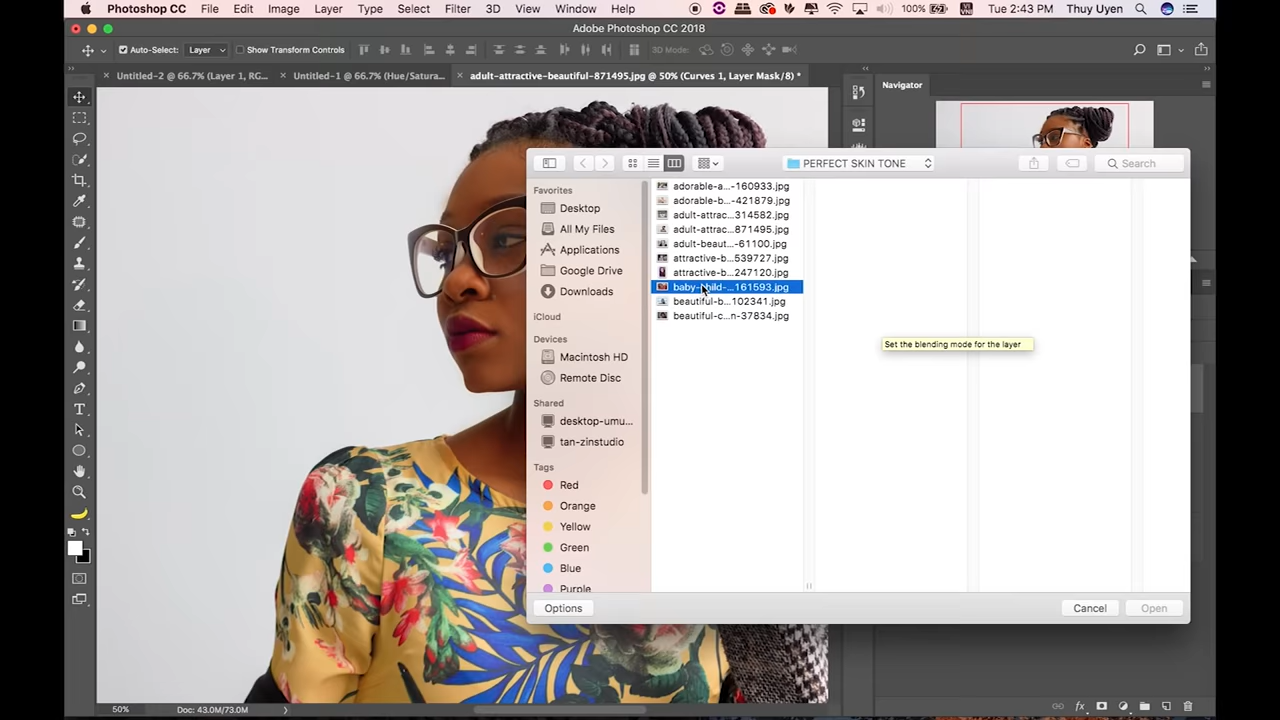 Photoshop CC File Edit Image Layer Type Select Filter 3D View Window Help 100% Tue 2:43 PM Thuy Uyen
Adobe Photoshop CC 2018
Auto-Select: Layer Show Transform Controls 3D Mode:
Untitled-2 @ 66.7% (Layer 1, RG... Untitled-1 @ 66.7% (Hue/Satura... adult-attractive-beautiful-871495.jpg @ 50% (Curves 1, Layer Mask/8) *
Navigator
PERFECT SKIN TONE
Search
Favorites
Desktop
All My Files
Applications
Google Drive
Downloads
iCloud
Devices
Macintosh HD
Remote Disc
Shared
desktop-umu...
tan-zinstudio
Tags
Red
Orange
Yellow
Green
Blue
Purple
adorable-a...-160933.jpg
adorable-b...-421879.jpg
adult-attrac...314582.jpg
adult-attrac...871495.jpg
adult-beaut...-61100.jpg
attractive-b...539727.jpg
attractive-b...247120.jpg
baby-child-...161593.jpg
beautiful-b...102341.jpg
beautiful-c...n-37834.jpg
Set the blending mode for the layer
Options Cancel Open
50% Doc: 43.0M/73.0M